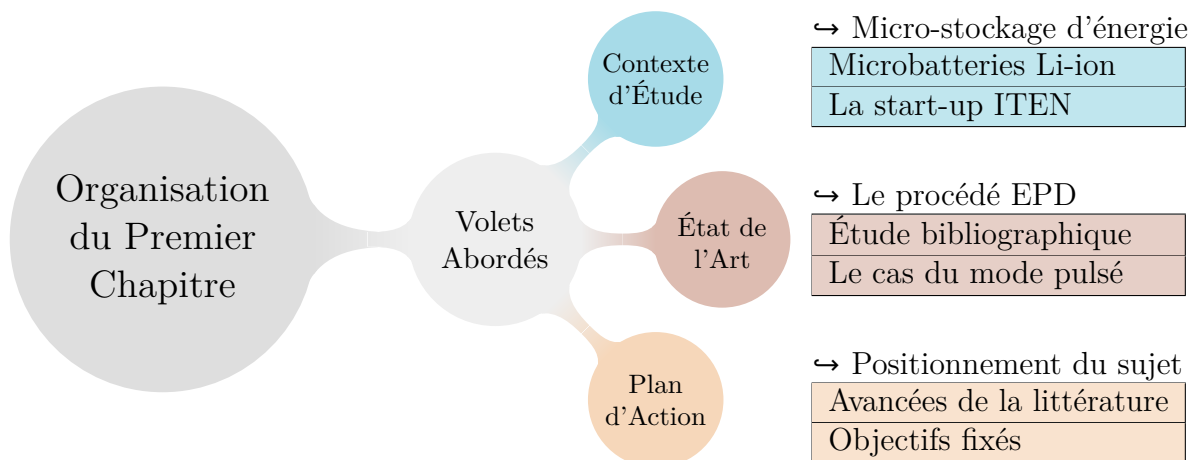 Organisation
du Premier
Chapitre
Volets
Abordés
Contexte
d'Étude
↪ Micro-stockage d'énergie
Microbatteries Li-ion
La start-up ITEN
État de
l'Art
↪ Le procédé EPD
Étude bibliographique
Le cas du mode pulsé
Plan
d'Action
↪ Positionnement du sujet
Avancées de la littérature
Objectifs fixés